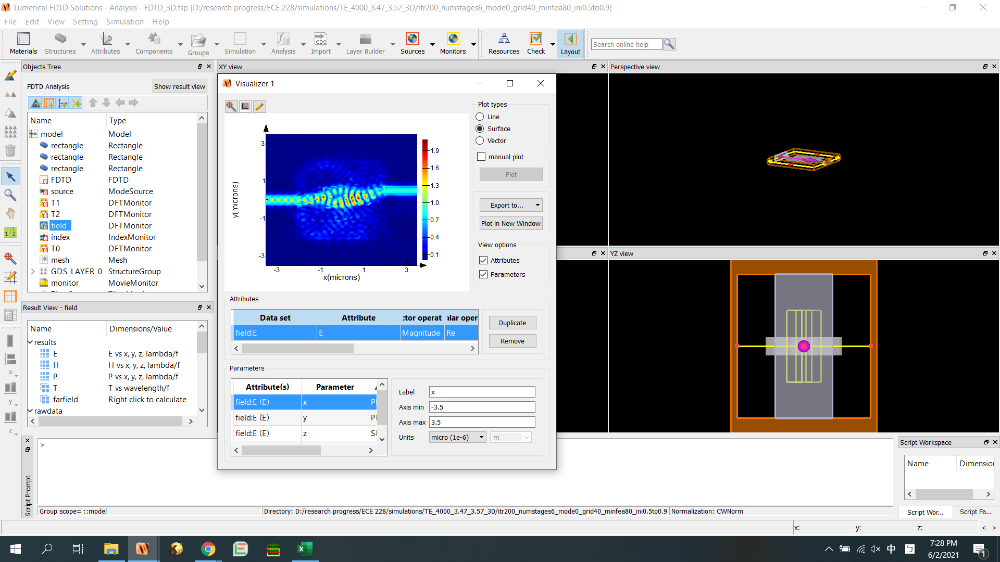 Lumerical FDTD Solutions - Analysis - FDTD_3D.fsp [D:/research progress/ECE 228/simulations/TE_4000_3.47_3.57_3D/itr200_numstages6_mode0_grid40_minfea80_ini0.5to0.9]
File Edit View Setting Simulation Help
Materials Structures Attributes Components Groups Simulation Analysis Import Layer Builder Sources Monitors Resources Check Layout Search online help
GDS
Objects Tree
FDTD Analysis
Show result view
Name Type
model Model
rectangle Rectangle
rectangle Rectangle
rectangle Rectangle
FDTD FDTD
source ModeSource
T1 DFTMonitor
T2 DFTMonitor
field DFTMonitor
index IndexMonitor
T0 DFTMonitor
mesh Mesh
GDS_LAYER_0 StructureGroup
monitor MovieMonitor
Result View - field
Name Dimensions/Value
results
E E vs x, y, z, lambda/f
H H vs x, y, z, lambda/f
P P vs x, y, z, lambda/f
T T vs wavelength/f
farfield Right click to calculate
rawdata
1 2
x
y
z
XY view
Visualizer 1
3
1
-1
-3
y(microns)
-3 -1 1 3
x(microns)
1.9
1.6
1.3
1.0
0.7
0.4
0.1
Plot types
Line
Surface
Vector
manual plot
Plot
Export to...
Plot in New Window
View options
Attributes
Parameters
Attributes
Data set Attribute :tor operati alar oper
field:E E Magnitude Re
Duplicate
Remove
Parameters
Attribute(s) Parameter
field:E (E) x Pl
field:E (E) y Pl
field:E (E) z Sl
Label x
Axis min -3.5
Axis max 3.5
Units micro (1e-6) m
Perspective view
YZ view
Script Prompt
>
Group scope= ::model
Directory: D:/research progress/ECE 228/simulations/TE_4000_3.47_3.57_3D/itr200_numstages6_mode0_grid40_minfea80_ini0.5to0.9
Normalization: CWNorm
Script Workspace
Name Dimensio
Script Wor... Script Fa...
x: y: z: < >
中
7:28 PM
6/2/2021
1